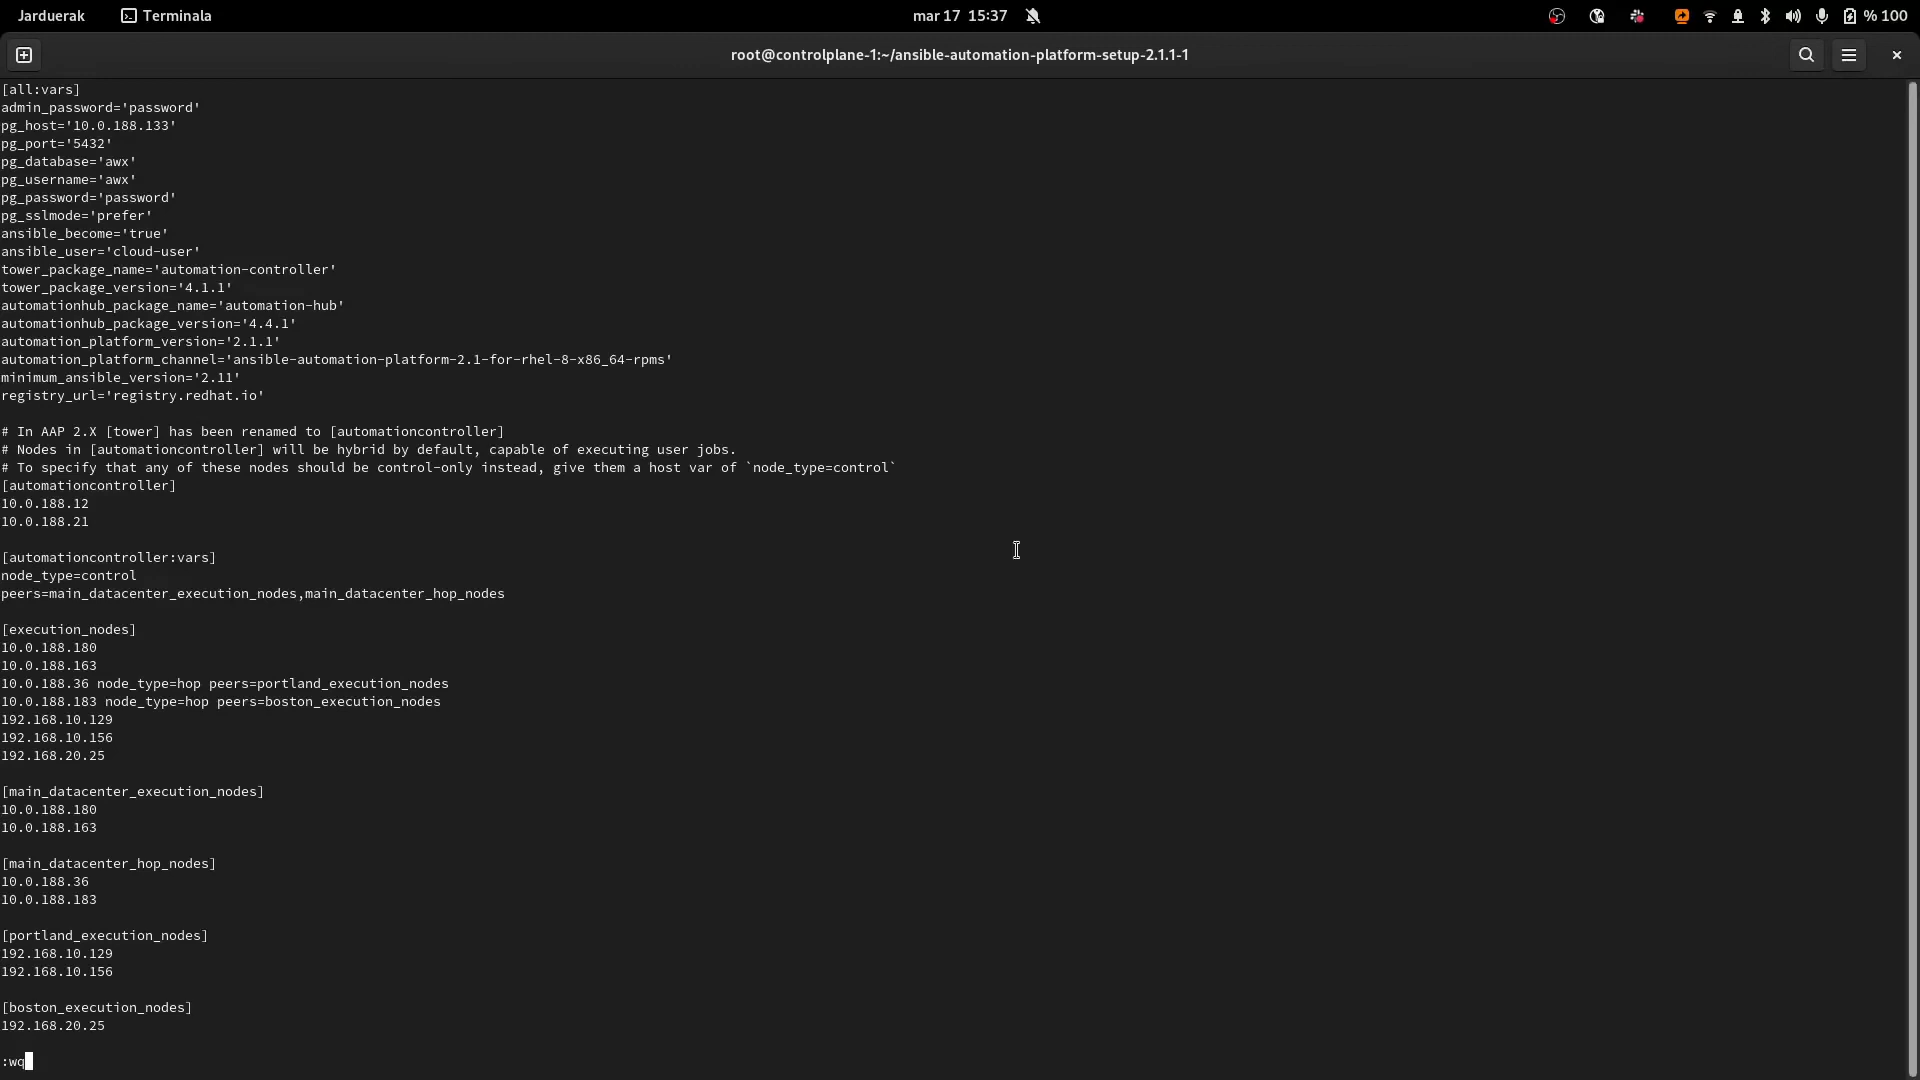 Jarduerak
Terminala
mar 17 15:37
% 100
root@controlplane-1:~/ansible-automation-platform-setup-2.1.1-1
[all:vars]
admin_password='password'
pg_host='10.0.188.133'
pg_port='5432'
pg_database='awx'
pg_username='awx'
pg_password='password'
pg_sslmode='prefer'
ansible_become='true'
ansible_user='cloud-user'
tower_package_name='automation-controller'
tower_package_version='4.1.1'
automationhub_package_name='automation-hub'
automationhub_package_version='4.4.1'
automation_platform_version='2.1.1'
automation_platform_channel='ansible-automation-platform-2.1-for-rhel-8-x86_64-rpms'
minimum_ansible_version='2.11'
registry_url='registry.redhat.io'
# In AAP 2.X [tower] has been renamed to [automationcontroller]
# Nodes in [automationcontroller] will be hybrid by default, capable of executing user jobs.
# To specify that any of these nodes should be control-only instead, give them a host var of `node_type=control`
[automationcontroller]
10.0.188.12
10.0.188.21
[automationcontroller:vars]
node_type=control
peers=main_datacenter_execution_nodes,main_datacenter_hop_nodes
[execution_nodes]
10.0.188.180
10.0.188.163
10.0.188.36 node_type=hop peers=portland_execution_nodes
10.0.188.183 node_type=hop peers=boston_execution_nodes
192.168.10.129
192.168.10.156
192.168.20.25
[main_datacenter_execution_nodes]
10.0.188.180
10.0.188.163
[main_datacenter_hop_nodes]
10.0.188.36
10.0.188.183
[portland_execution_nodes]
192.168.10.129
192.168.10.156
[boston_execution_nodes]
192.168.20.25
:wq